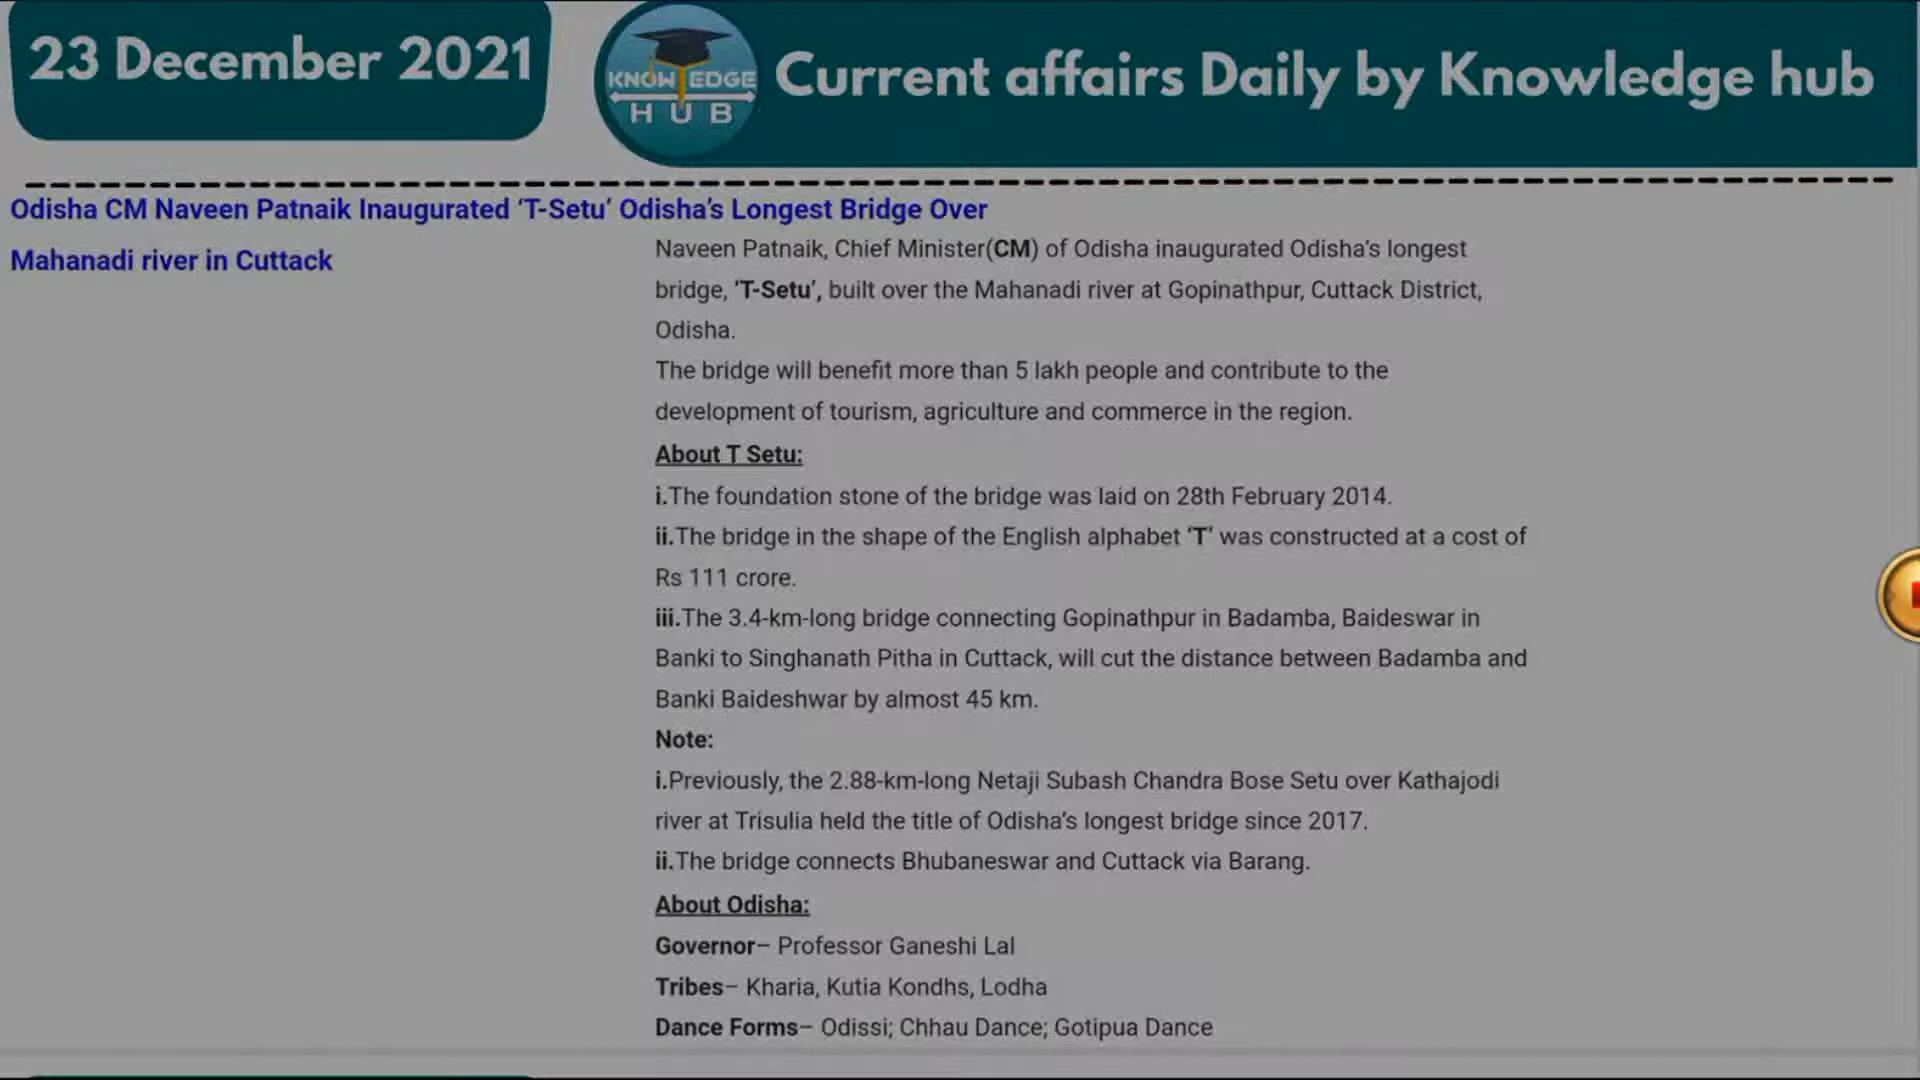 23 December 2021
KNOWLEDGE
HUB
Current affairs Daily by Knowledge hub
Odisha CM Naveen Patnaik Inaugurated ‘T-Setu’ Odisha’s Longest Bridge Over
Mahanadi river in Cuttack
Naveen Patnaik, Chief Minister(CM) of Odisha inaugurated Odisha’s longest
bridge, ‘T-Setu’, built over the Mahanadi river at Gopinathpur, Cuttack District,
Odisha.
The bridge will benefit more than 5 lakh people and contribute to the
development of tourism, agriculture and commerce in the region.
About T Setu:
i.The foundation stone of the bridge was laid on 28th February 2014.
ii.The bridge in the shape of the English alphabet ‘T’ was constructed at a cost of
Rs 111 crore.
iii.The 3.4-km-long bridge connecting Gopinathpur in Badamba, Baideswar in
Banki to Singhanath Pitha in Cuttack, will cut the distance between Badamba and
Banki Baideshwar by almost 45 km.
Note:
i.Previously, the 2.88-km-long Netaji Subash Chandra Bose Setu over Kathajodi
river at Trisulia held the title of Odisha’s longest bridge since 2017.
ii.The bridge connects Bhubaneswar and Cuttack via Barang.
About Odisha:
Governor– Professor Ganeshi Lal
Tribes– Kharia, Kutia Kondhs, Lodha
Dance Forms– Odissi; Chhau Dance; Gotipua Dance